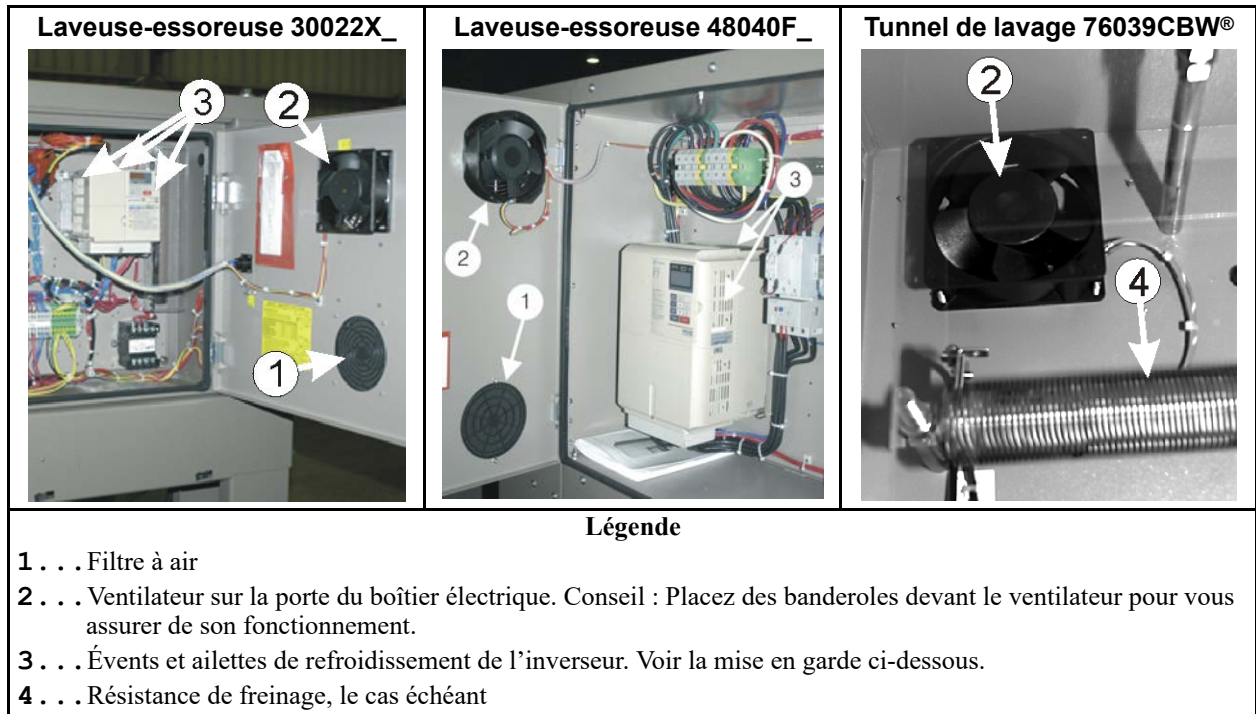 Laveuse-essoreuse 30022X_
Laveuse-essoreuse 48040F_
Tunnel de lavage 76039CBW®
3
2
1
2
1
3
2
4
Légende
1...Filtre à air
2...Ventilateur sur la porte du boîtier électrique. Conseil : Placez des banderoles devant le ventilateur pour vous
assurer de son fonctionnement.
3...Évents et ailettes de refroidissement de l’inverseur. Voir la mise en garde ci-dessous.
4...Résistance de freinage, le cas échéant